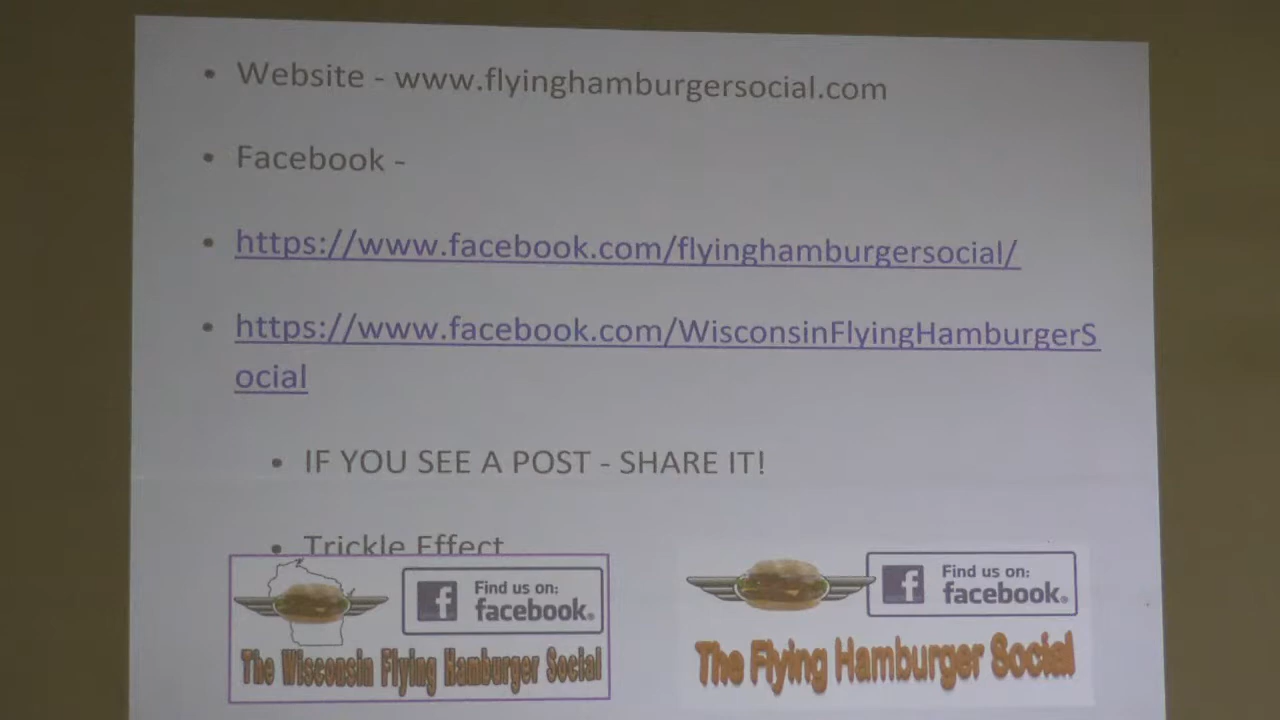 • Website - www.flyinghamburgersocial.com
• Facebook -
• https://www.facebook.com/flyinghamburgersocial/
• https://www.facebook.com/WisconsinFlyingHamburgerS
ocial
• IF YOU SEE A POST - SHARE IT!
• Trickle Effect
Find us on:
facebook®
The Wisconsin Flying Hamburger Social
Find us on:
facebook®
The Flying Hamburger Social